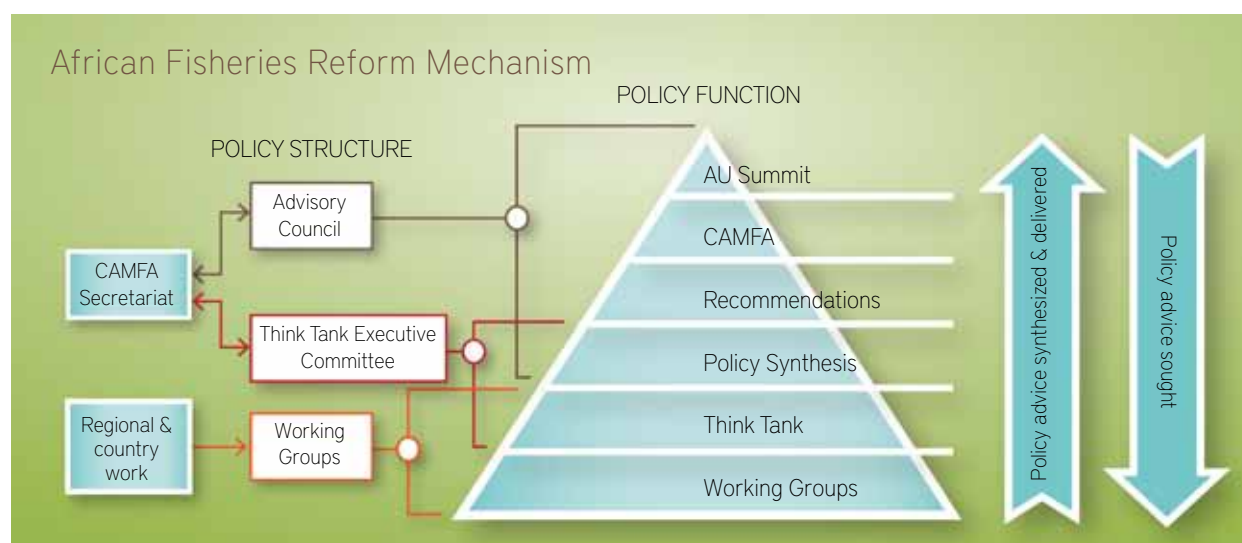 African Fisheries Reform Mechanism
POLICY FUNCTION
POLICY STRUCTURE
Advisory
Council
CAMFA
Secretariat
Think Tank Executive
Committee
Regional &
country
work
Working
Groups
AU Summit
CAMFA
Recommendations
Policy Synthesis
Think Tank
Working Groups
Policy advice synthesized & delivered
Policy advice sought